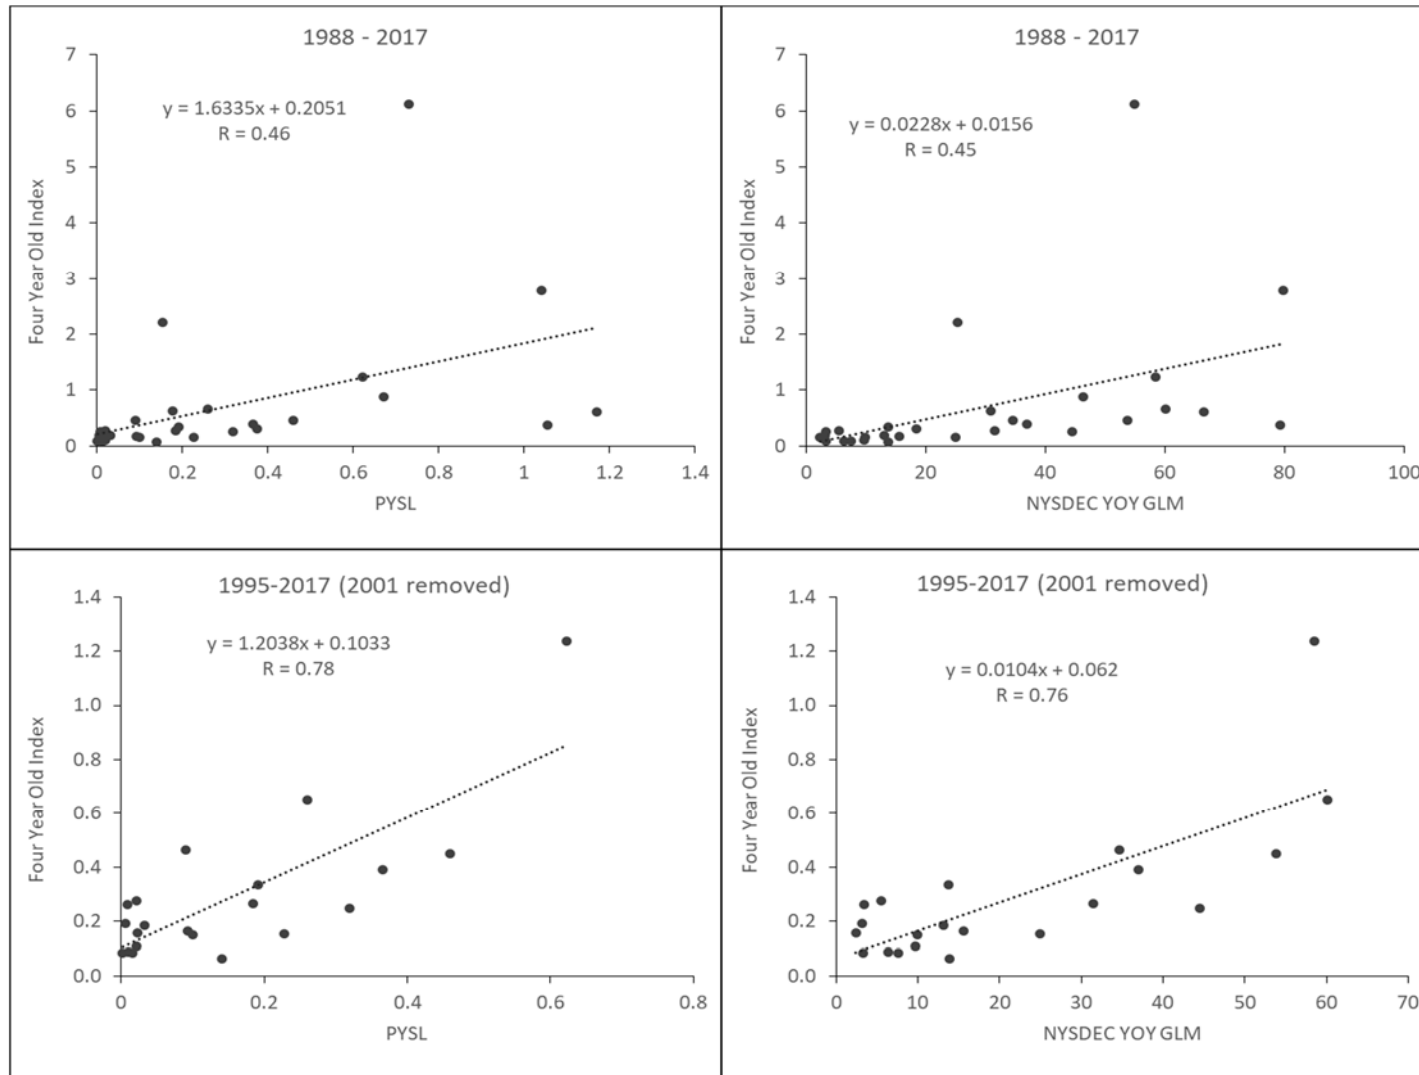 1988 - 2017
7
6
5
4
3
2
1
0
y = 1.6335x + 0.2051
R = 0.46
Four Year Old Index
0
0.2
0.4
0.6
0.8
1
1.2
1.4
PYSL
1988 - 2017
7
6
5
4
3
2
1
0
y = 0.0228x + 0.0156
R = 0.45
Four Year Old Index
0
20
40
60
80
100
NYSDEC YOY GLM
1995-2017 (2001 removed)
1.4
1.2
1.0
0.8
0.6
0.4
0.2
0.0
y = 1.2038x + 0.1033
R = 0.78
Four Year Old Index
0
0.2
0.4
0.6
0.8
PYSL
1995-2017 (2001 removed)
1.4
1.2
1.0
0.8
0.6
0.4
0.2
0.0
y = 0.0104x + 0.062
R = 0.76
Four Year Old Index
0
10
20
30
40
50
60
70
NYSDEC YOY GLM